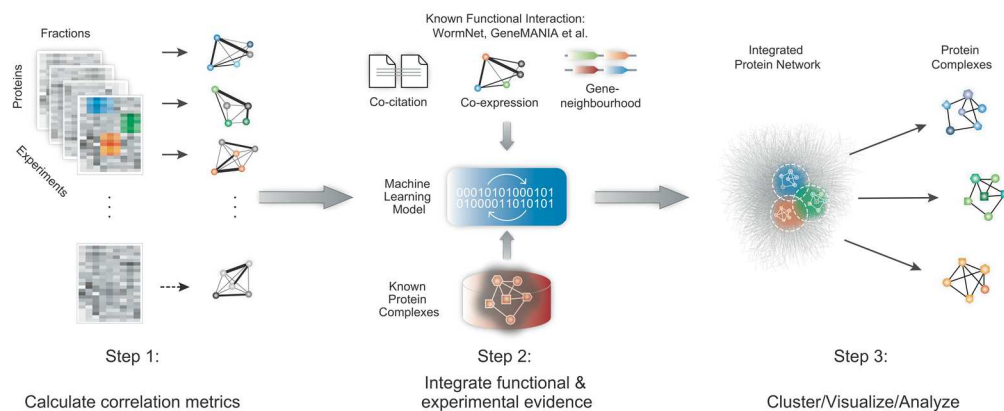 Fractions
Proteins
Experiments
Known Functional Interaction:
WormNet, GeneMANIA et al.
Co-citation
Co-expression
Gene-
neighbourhood
Machine
Learning
Model
00010101000101
01000011010101
Known
Protein
Complexes
Integrated
Protein Network
Protein
Complexes
Step 1:
Calculate correlation metrics
Step 2:
Integrate functional &
experimental evidence
Step 3:
Cluster/Visualize/Analyze